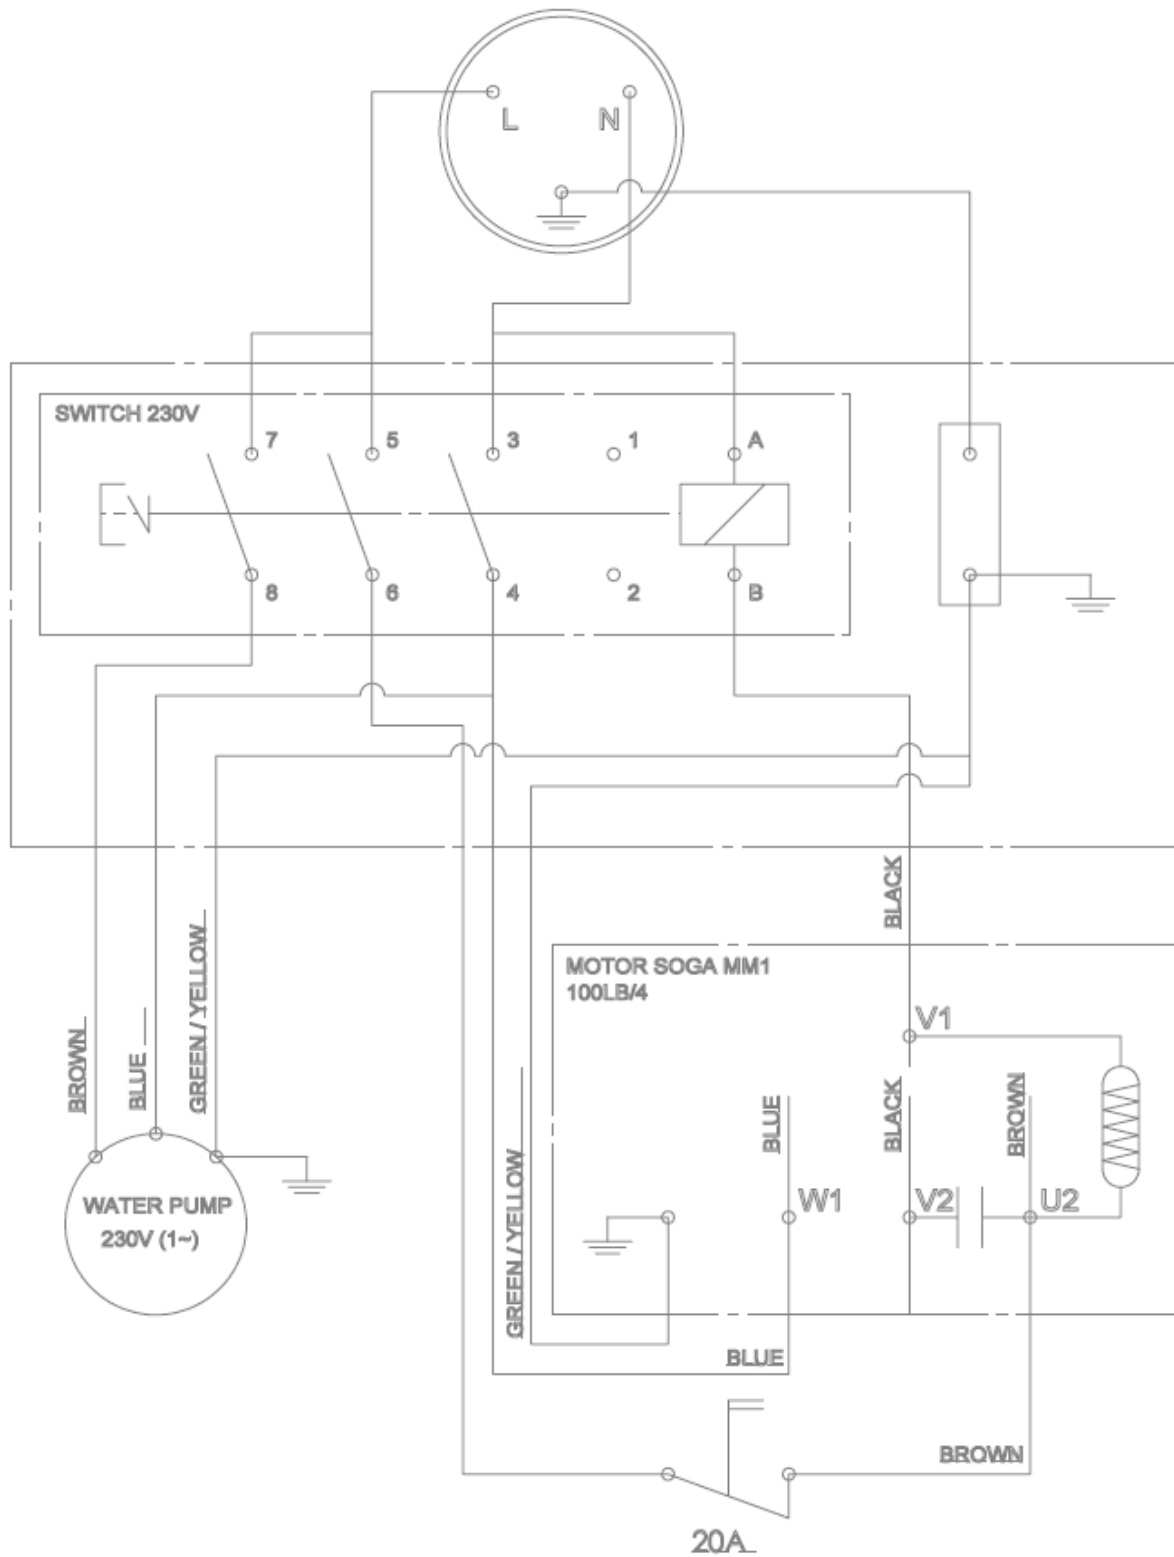 L N
SWITCH 230V
7 5 3 1 A
8 6 4 2 B
BLACK
MOTOR SOGA MM1
100LB/4
V1
BROWN
BLUE
GREEN / YELLOW
BLUE
BLACK
BROWN
WATER PUMP
230V (1~)
GREEN / YELLOW
W1 V2 U2
BLUE
BROWN
20A